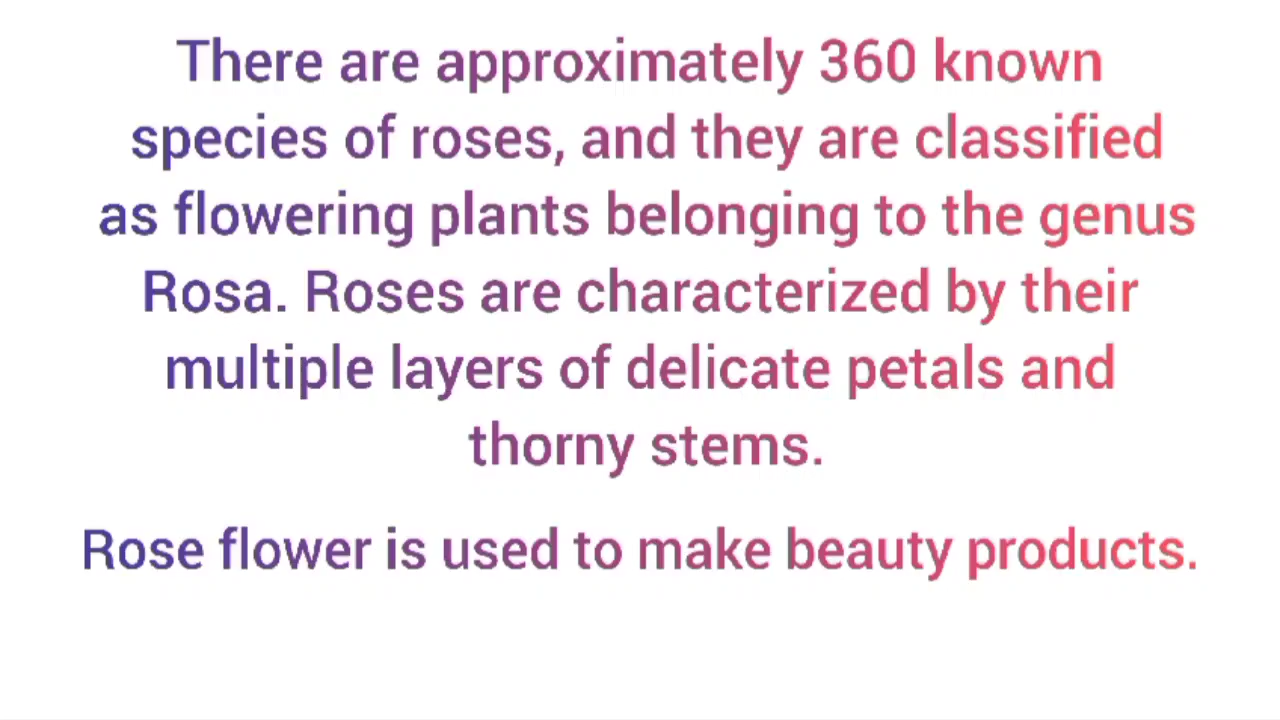 There are approximately 360 known
species of roses, and they are classified
as flowering plants belonging to the genus
Rosa. Roses are characterized by their
multiple layers of delicate petals and
thorny stems.
Rose flower is used to make beauty products.